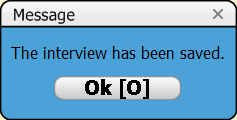 Message
The interview has been saved.
Ok [O]